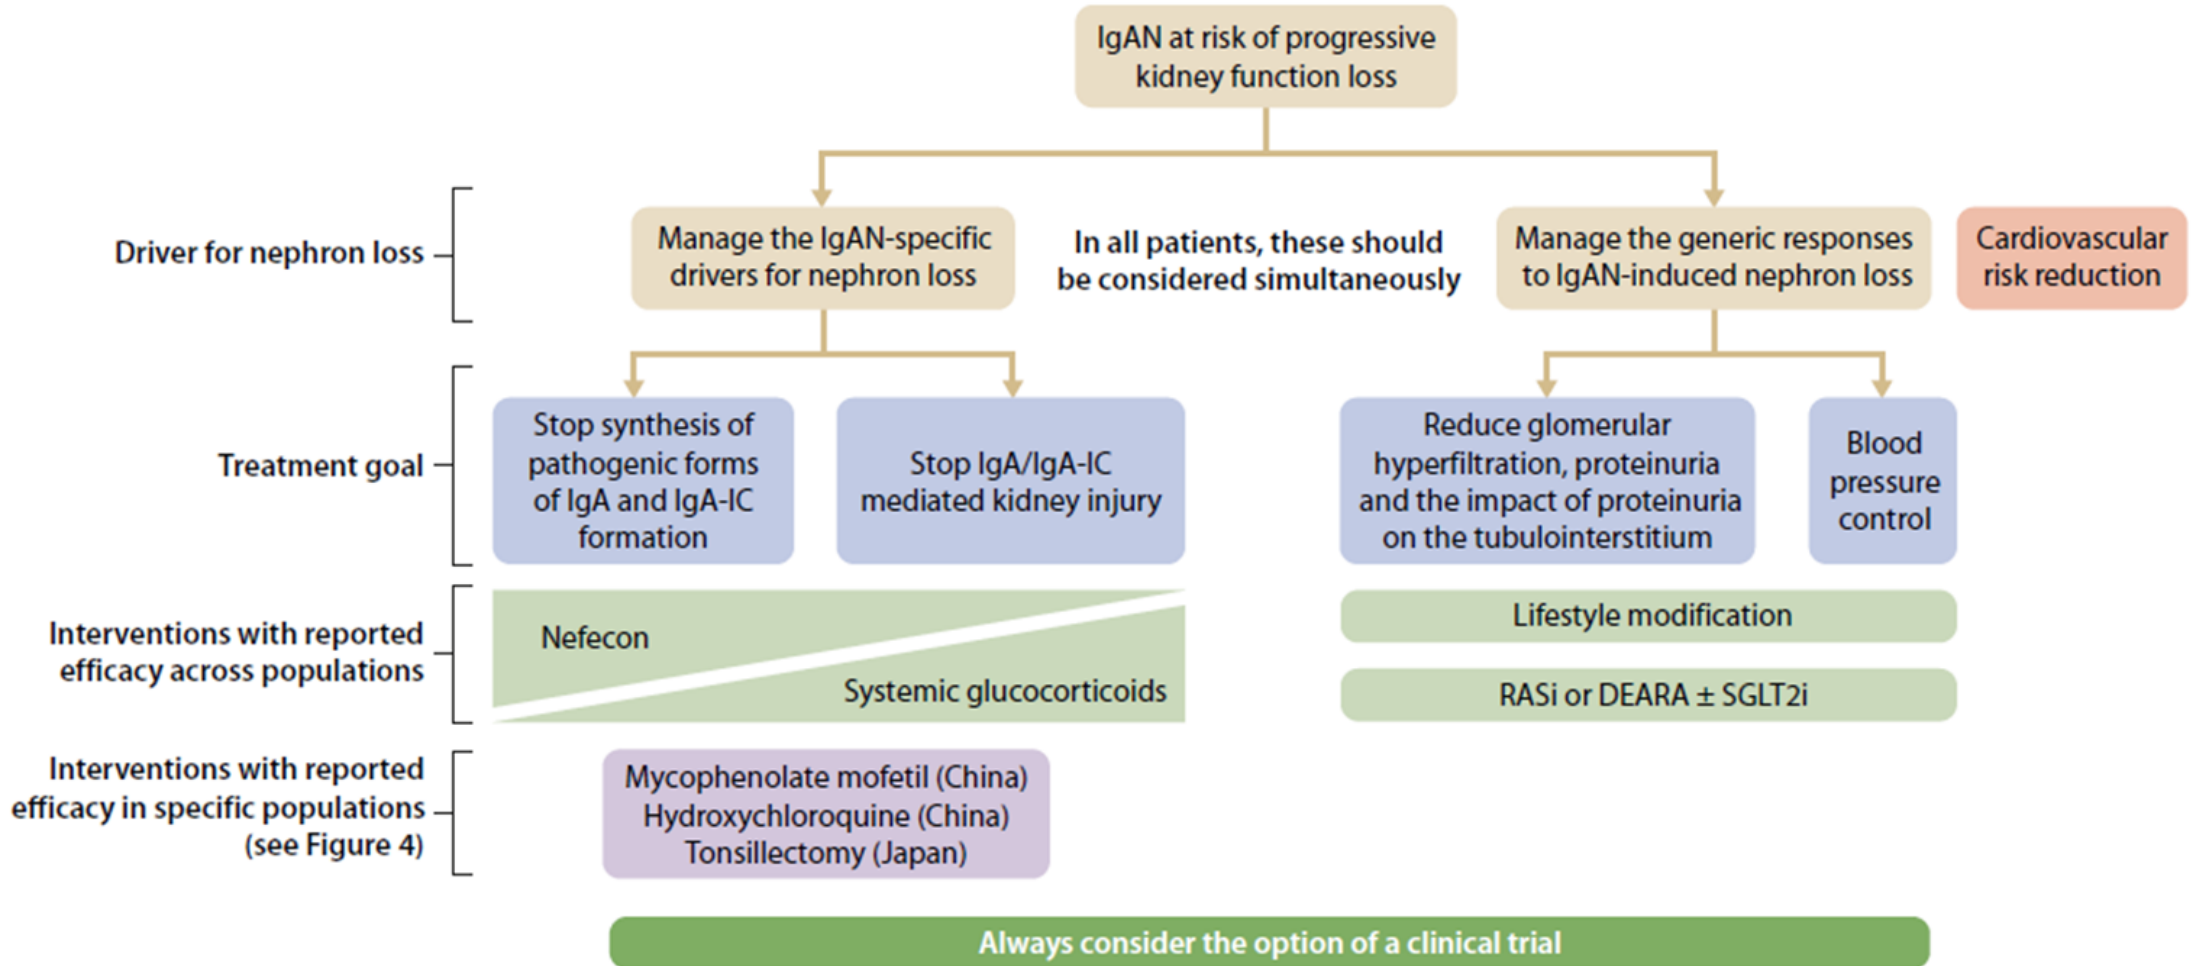 IgAN at risk of progressive
kidney function loss
Driver for nephron loss
Manage the IgAN-specific
drivers for nephron loss
In all patients, these should
be considered simultaneously
Manage the generic responses
to IgAN-induced nephron loss
Cardiovascular
risk reduction
Treatment goal
Stop synthesis of
pathogenic forms
of IgA and IgA-IC
formation
Stop IgA/IgA-IC
mediated kidney injury
Reduce glomerular
hyperfiltration, proteinuria
and the impact of proteinuria
on the tubulointerstitium
Blood
pressure
control
Interventions with reported
efficacy across populations
Nefecon
Systemic glucocorticoids
Lifestyle modification
RASi or DEARA ± SGLT2i
Interventions with reported
efficacy in specific populations
(see Figure 4)
Mycophenolate mofetil (China)
Hydroxychloroquine (China)
Tonsillectomy (Japan)
Always consider the option of a clinical trial